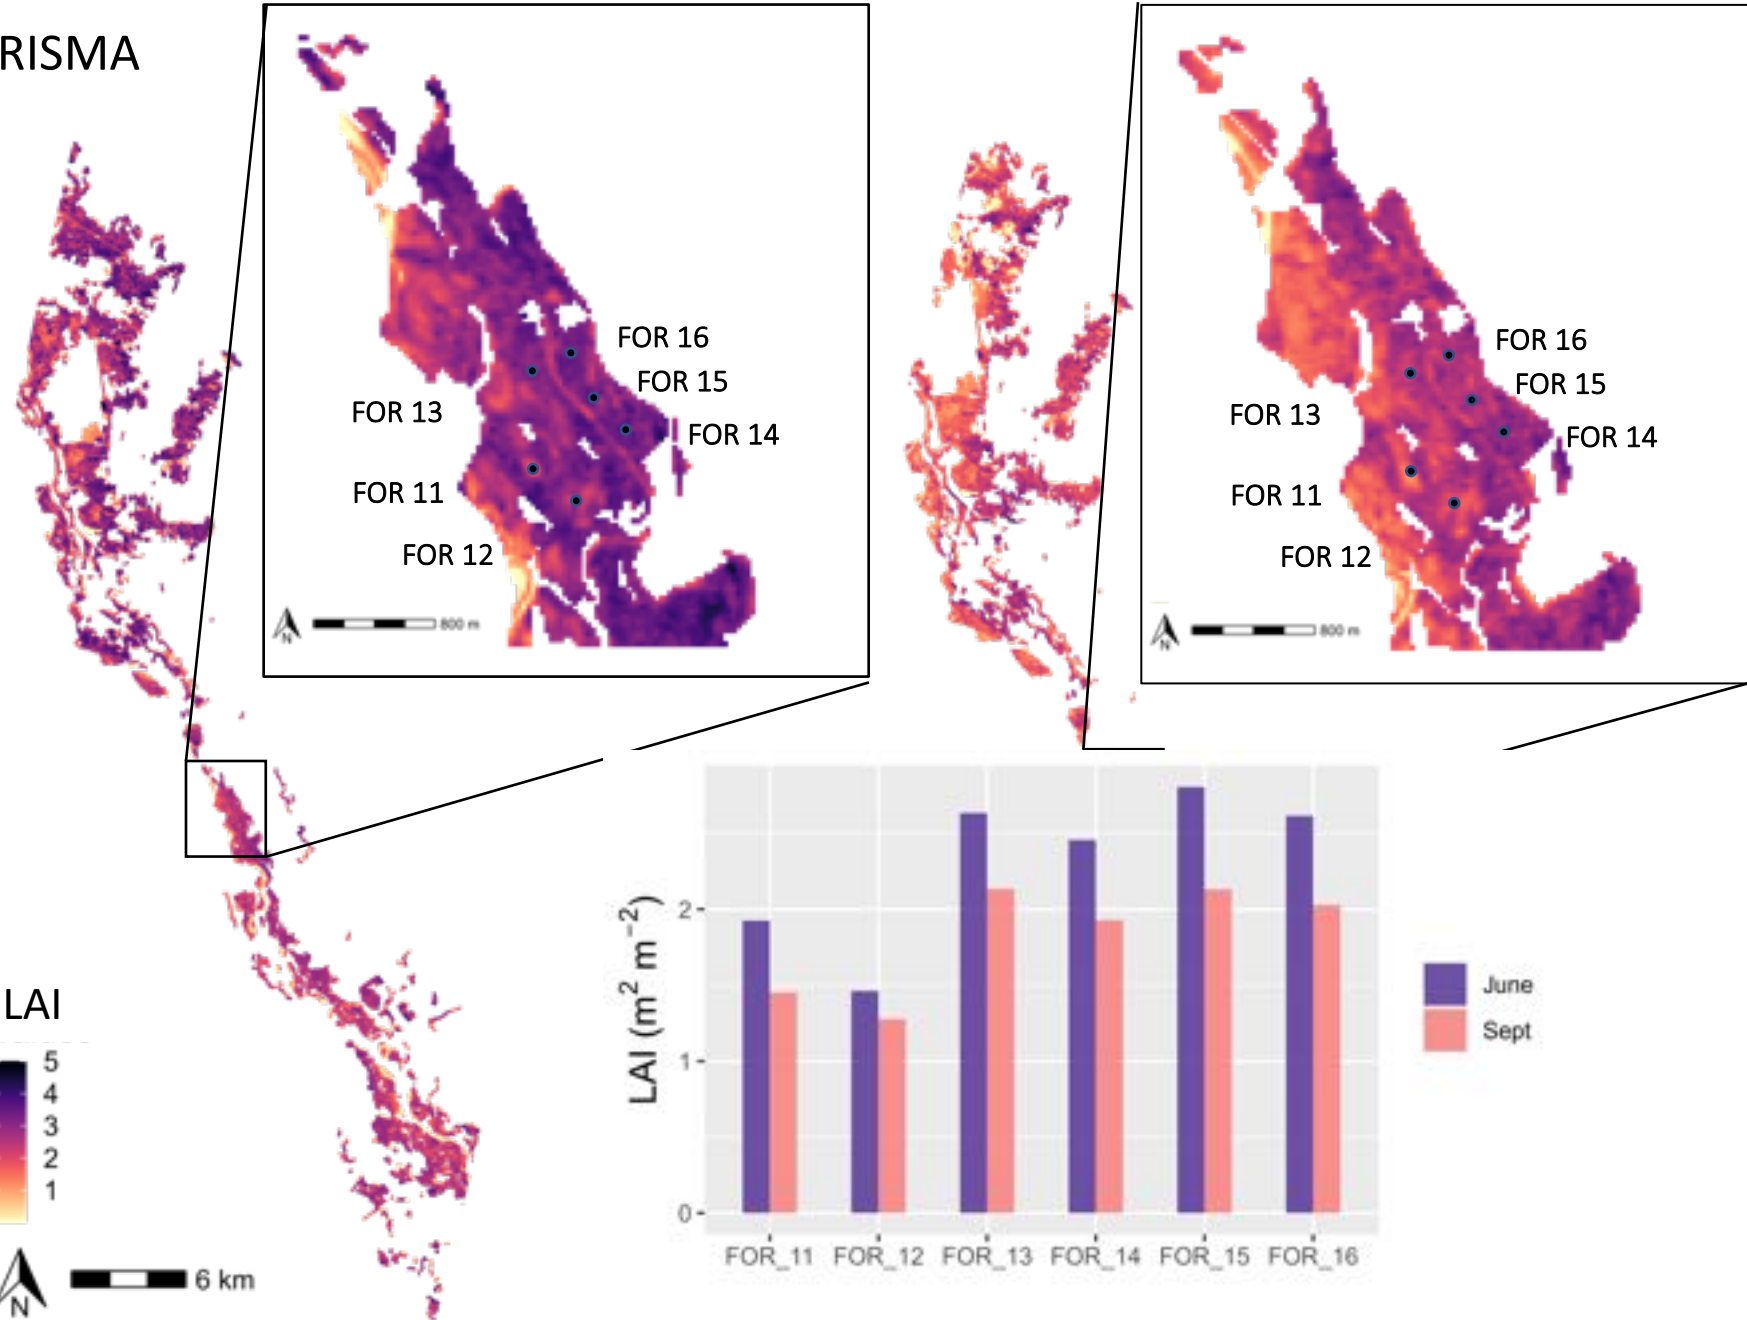 RISMA
FOR 16
FOR 15
FOR 13
FOR 14
FOR 11
FOR 12
N
800 m
FOR 16
FOR 15
FOR 13
FOR 14
FOR 11
FOR 12
N
800 m
LAI
5
4
3
2
1
N
6 km
LAI (m² m⁻²)
2
1
0
FOR_11 FOR_12 FOR_13 FOR_14 FOR_15 FOR_16
June
Sept